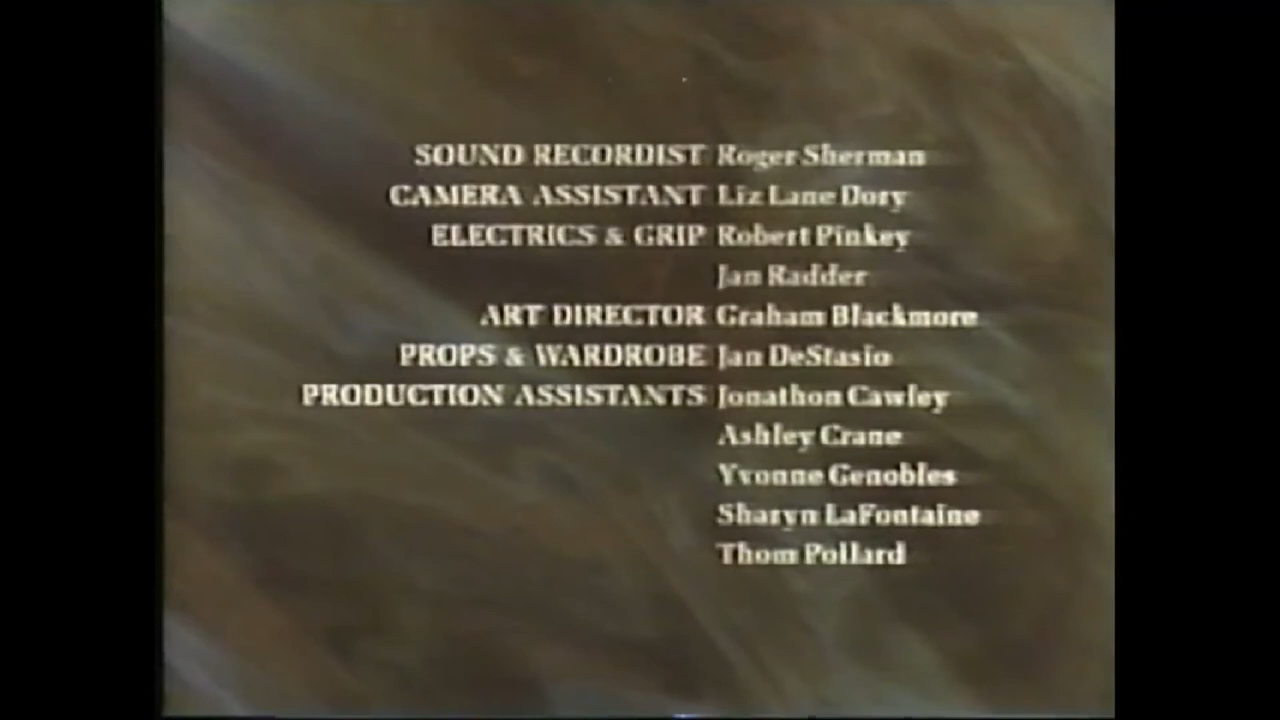 SOUND RECORDIST Roger Sherman
CAMERA ASSISTANT Liz Lane Dory
ELECTRICS & GRIP Robert Pinkey
Jan Radder
ART DIRECTOR Graham Blackmore
PROPS & WARDROBE Jan DeStasio
PRODUCTION ASSISTANTS Jonathon Cawley
Ashley Crane
Yvonne Genobles
Sharyn LaFontaine
Thom Pollard